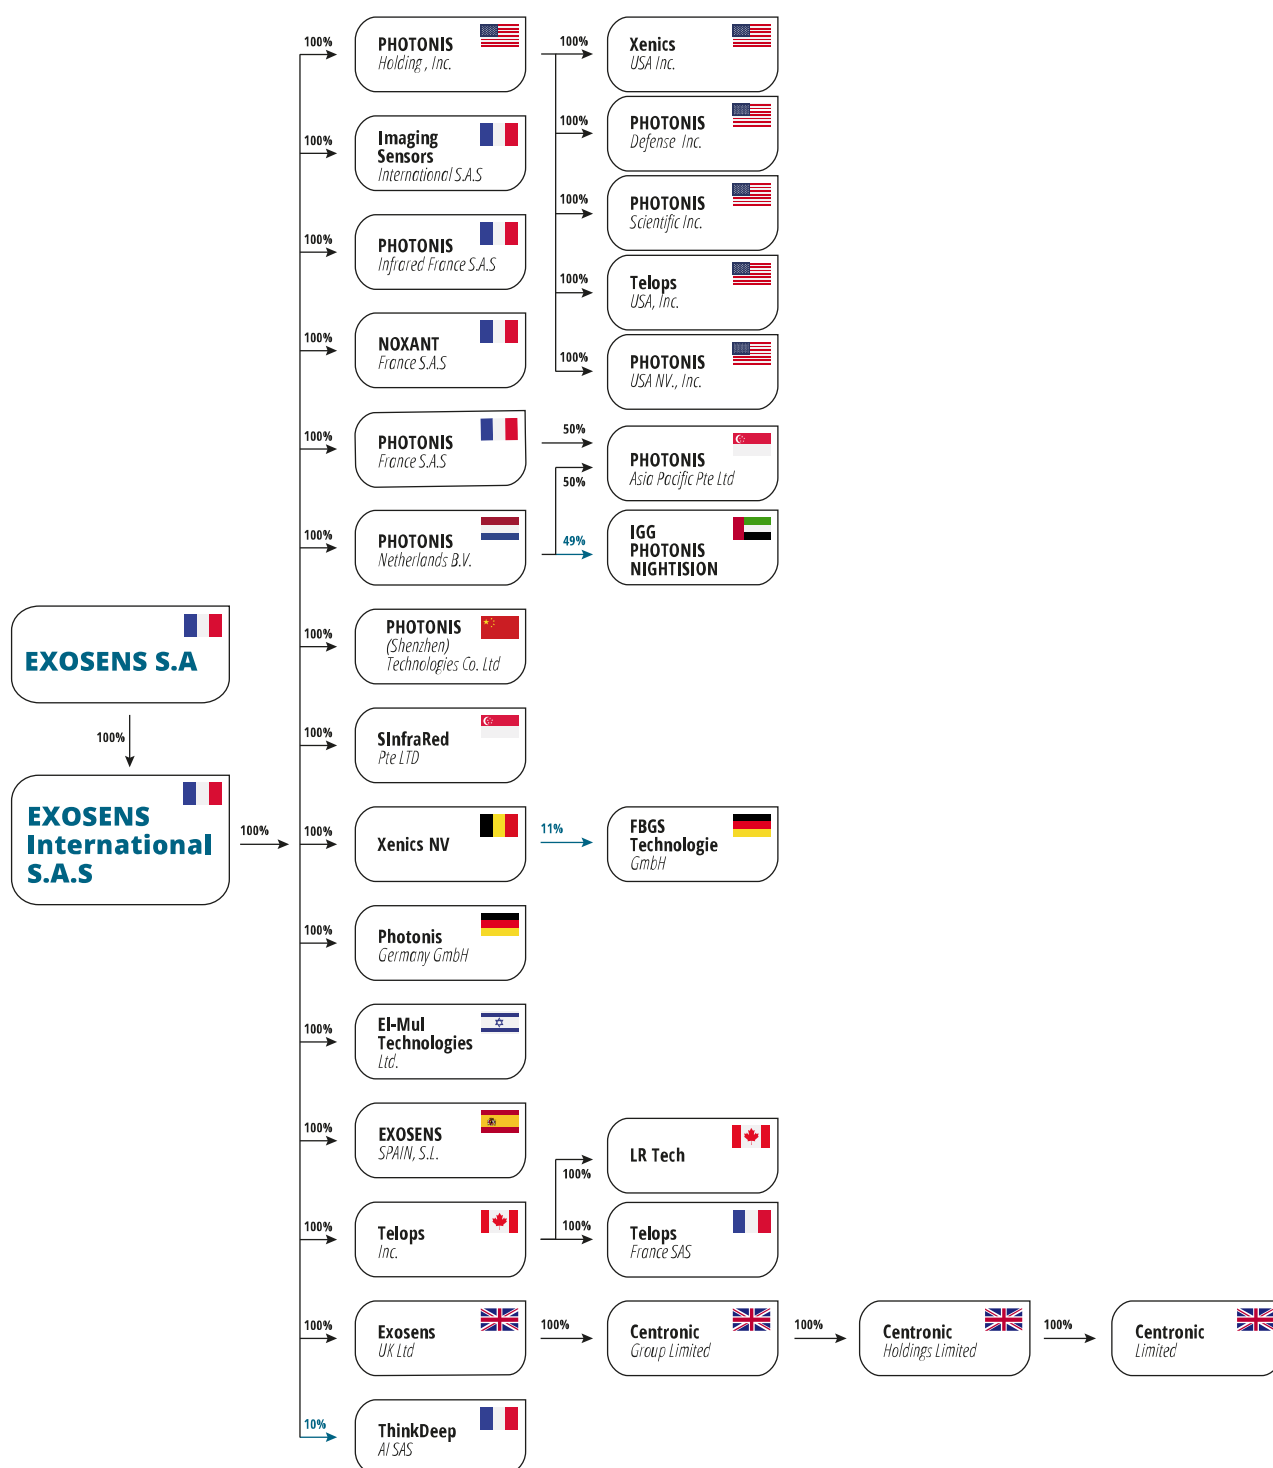 100%
PHOTONIS
Holding , Inc.
100%
Xenics
USA Inc.
100%
PHOTONIS
Defense Inc.
100%
Imaging
Sensors
International S.A.S
100%
PHOTONIS
Scientific Inc.
100%
PHOTONIS
Infrared France S.A.S
100%
Telops
USA, Inc.
100%
NOXANT
France S.A.S
100%
PHOTONIS
USA NV., Inc.
100%
PHOTONIS
France S.A.S
50%
50%
PHOTONIS
Asia Pacific Pte Ltd
100%
PHOTONIS
Netherlands B.V.
49%
IGG
PHOTONIS
NIGHTISION
EXOSENS S.A
100%
PHOTONIS
(Shenzhen)
Technologies Co. Ltd
100%
100%
SInfraRed
Pte LTD
EXOSENS
International
S.A.S
100%
100%
Xenics NV
11%
FBGS
Technologie
GmbH
100%
Photonis
Germany GmbH
100%
El-Mul
Technologies
Ltd.
100%
EXOSENS
SPAIN, S.L.
100%
LR Tech
100%
Telops
Inc.
100%
Telops
France SAS
100%
Exosens
UK Ltd
100%
Centronic
Group Limited
100%
Centronic
Holdings Limited
100%
Centronic
Limited
10%
ThinkDeep
AI SAS